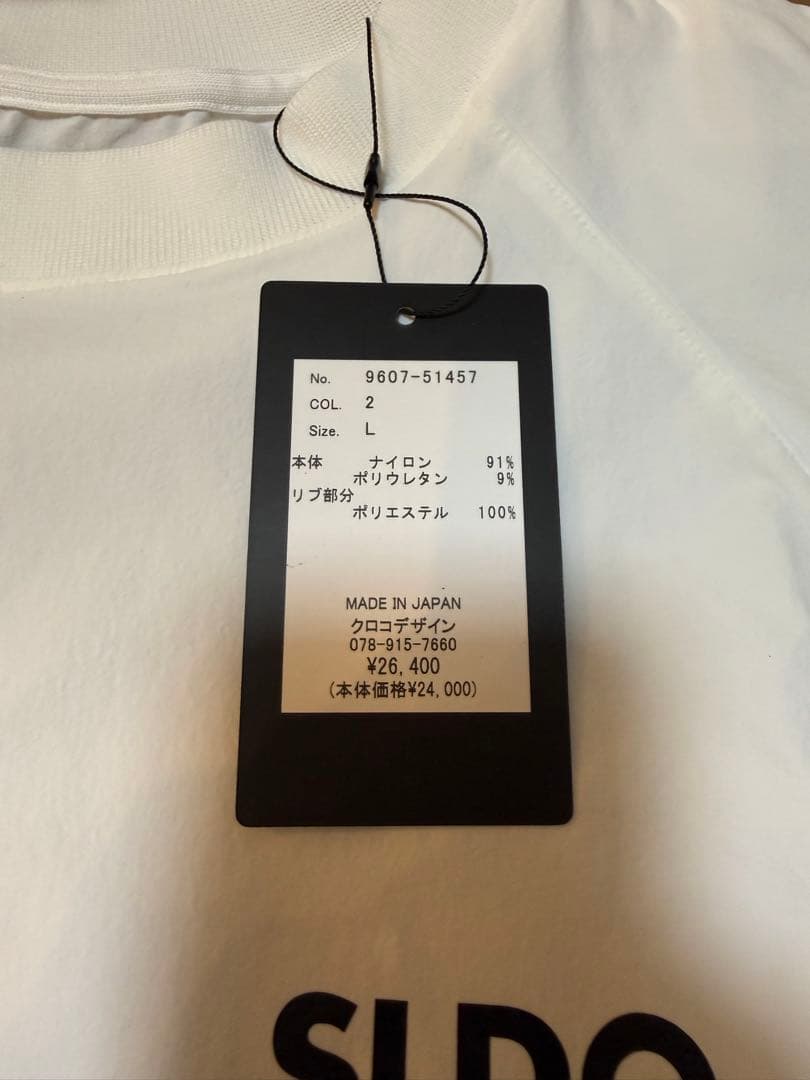 No. 9607-51457
COL. 2
Size. L
本体 ナイロン 91%
ポリウレタン 9%
リブ部分
ポリエステル 100%
MADE IN JAPAN
クロコデザイン
078-915-7660
¥26,400
(本体価格¥24,000)